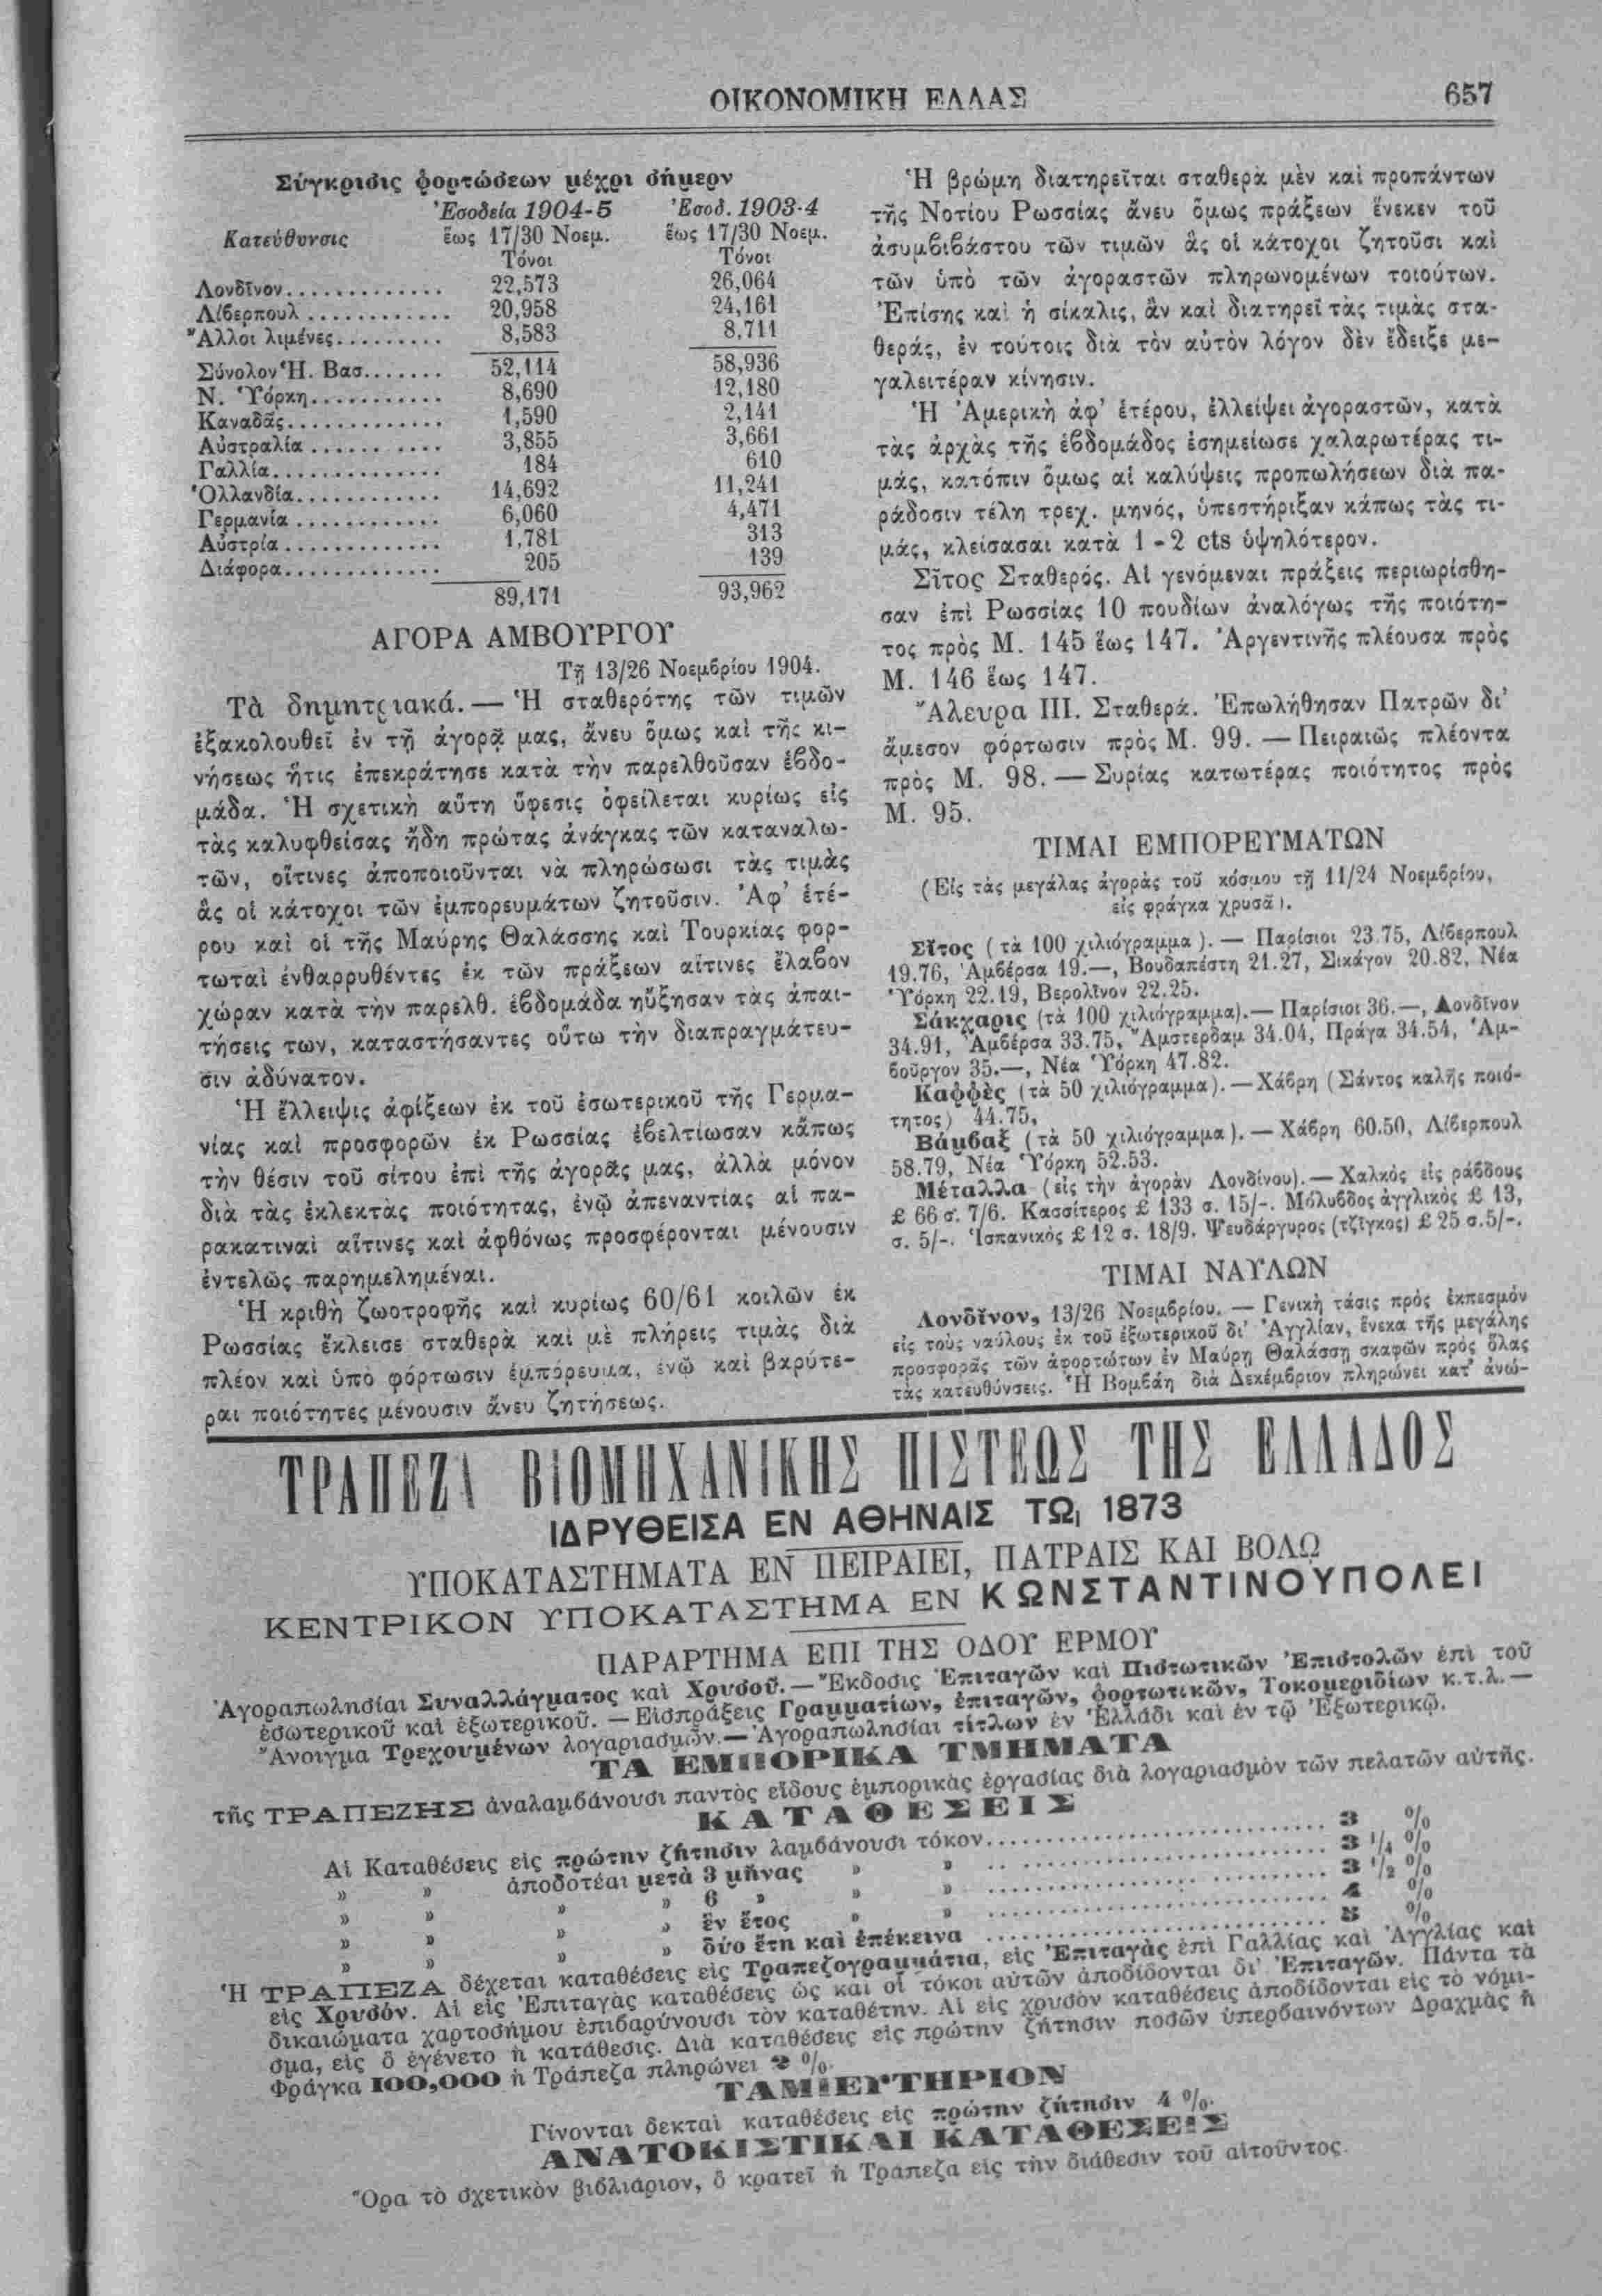 ΟΙΚΟΝΟΜΙΚΗ ΕΛΛΑΣ 657
Σύγκρισις φορτώσεων μέχρι σήμερον
Ἐσοδεία 1904-5 Ἐσοδ. 1903-4
Κατεύθυνσις ἕως 17/30 Νοεμ. ἕως 17/30 Νοεμ.
Τόνοι Τόνοι
Λονδῖνον.............. 22,573 26,064
Λίβερπουλ ............. 20,958 24,161
Ἄλλοι λιμένες.......... 8,583 8,711
Σύνολον Ἡ. Βασ....... 52,114 58,936
Ν. Ὑόρκη............ 8,690 12,180
Καναδᾶς.............. 1,590 2,141
Αὐστραλία............ 3,855 3,661
Γαλλία............... 184 610
Ὁλλανδία............. 14,692 11,241
Γερμανία............. 6,060 4,471
Αὐστρία.............. 1,781 313
Διάφορα.............. 205 139
89,171 93,962
ΑΓΟΡΑ ΑΜΒΟΥΡΓΟΥ
Τῇ 13/26 Νοεμβρίου 1904.
Τὰ δημητριακά.— Ἡ σταθερότης τῶν τιμῶν
ἐξακολουθεῖ ἐν τῇ ἀγορᾷ μας, ἄνευ ὅμως καὶ τῆς κι-
νήσεως ἥτις ἐπεκράτησε κατὰ τὴν παρελθοῦσαν ἑβδο-
μάδα. Ἡ σχετικὴ αὕτη ὕφεσις ὀφείλεται κυρίως εἰς
τὰς καλυφθείσας ἤδη πρώτας ἀνάγκας τῶν καταναλω-
τῶν, οἵτινες ἀποποιοῦνται νὰ πληρώσωσι τὰς τιμὰς
ἃς οἱ κάτοχοι τῶν ἐμπορευμάτων ζητοῦσιν. Ἀφ’ ἑτέ-
ρου καὶ οἱ τῆς Μαύρης Θαλάσσης καὶ Τουρκίας φορ-
τωταὶ ἐνθαρρυθέντες ἐκ τῶν πράξεων αἵτινες ἔλαβον
χώραν κατὰ τὴν παρελθ. ἑβδομάδα ηὔξησαν τὰς ἀπαι-
τήσεις των, καταστήσαντες οὕτω τὴν διαπραγμάτευ-
σιν ἀδύνατον.
Ἡ ἔλλειψις ἀφίξεων ἐκ τοῦ ἐσωτερικοῦ τῆς Γερμα-
νίας καὶ προσφορῶν ἐκ Ρωσσίας ἐβελτίωσαν κἄπως
τὴν θέσιν τοῦ σίτου ἐπὶ τῆς ἀγορᾶς μας, ἀλλὰ μόνον
διὰ τὰς ἐκλεκτὰς ποιότητας, ἐνῷ ἀπεναντίας αἱ πα-
ρακατιναὶ αἵτινες καὶ ἀφθόνως προσφέρονται μένουσιν
ἐντελῶς παρημελημέναι.
Ἡ κριθὴ ζωοτροφῆς καὶ κυρίως 60/61 κοιλῶν ἐκ
Ρωσσίας ἔκλεισε σταθερὰ καὶ μὲ πλήρεις τιμὰς διὰ
πλέον καὶ ὑπὸ φόρτωσιν ἐμπόρευμα, ἐνῷ καὶ βαρύτε-
ραι ποιότητες μένουσιν ἄνευ ζητήσεως.
Ἡ βρώμη διατηρεῖται σταθερὰ μὲν καὶ προπάντων
τῆς Νοτίου Ρωσσίας ἄνευ ὅμως πράξεων ἕνεκεν τοῦ
ἀσυμβιβάστου τῶν τιμῶν ἃς οἱ κάτοχοι ζητοῦσι καὶ
τῶν ὑπὸ τῶν ἀγοραστῶν πληρωνομένων τοιούτων.
Ἐπίσης καὶ ἡ σίκαλις, ἂν καὶ διατηρεῖ τὰς τιμὰς στα-
θεράς, ἐν τούτοις διὰ τὸν αὐτὸν λόγον δὲν ἔδειξε με-
γαλειτέραν κίνησιν.
Ἡ Ἀμερικὴ ἀφ’ ἑτέρου, ἐλλείψει ἀγοραστῶν, κατὰ
τὰς ἀρχὰς τῆς ἑβδομάδος ἐσημείωσε χαλαρωτέρας τι-
μάς, κατόπιν ὅμως αἱ καλύψεις προπωλήσεων διὰ πα-
ράδοσιν τέλη τρεχ. μηνός, ὑπεστήριξαν κάπως τὰς τι-
μάς, κλείσασαι κατὰ 1 - 2 cts ὑψηλότερον.
Σῖτος Σταθερός. Αἱ γενόμεναι πράξεις περιωρίσθη-
σαν ἐπὶ Ρωσσίας 10 πουδίων ἀναλόγως τῆς ποιότη-
τος πρὸς Μ. 145 ἕως 147. Ἀργεντινῆς πλέουσα πρὸς
Μ. 146 ἕως 147.
Ἄλευρα ΙΙΙ. Σταθερά. Ἐπωλήθησαν Πατρῶν δι’
ἄμεσον φόρτωσιν πρὸς Μ. 99. — Πειραιῶς πλέοντα
πρὸς Μ. 98. — Συρίας κατωτέρας ποιότητος πρὸς
Μ. 95.
ΤΙΜΑΙ ΕΜΠΟΡΕΥΜΑΤΩΝ
(Εἰς τὰς μεγάλας ἀγορὰς τοῦ κόσμου τῇ 11/24 Νοεμβρίου,
εἰς φράγκα χρυσᾶ).
Σῖτος (τὰ 100 χιλιόγραμμα). — Παρίσιοι 23.75, Λίβερπουλ
19.76, Ἀμβέρσα 19.—, Βουδαπέστη 21.27, Σικάγον 20.82, Νέα
Ὑόρκη 22.19, Βερολῖνον 22.25.
Σάκχαρις (τὰ 100 χιλιόγραμμα).— Παρίσιοι 36.—, Λονδῖνον
34.91, Ἀμβέρσα 33.75, Ἄμστερδαμ 34.04, Πράγα 34.54, Ἀμ-
βοῦργον 35.—, Νέα Ὑόρκη 47.82.
Καφφὲς (τὰ 50 χιλιόγραμμα). — Χάβρη (Σάντος καλῆς ποιό-
τητος) 44.75,
Βάμβαξ (τὰ 50 χιλιόγραμμα). — Χάβρη 60.50, Λίβερπουλ
58.79, Νέα Ὑόρκη 52.53.
Μέταλλα (εἰς τὴν ἀγορὰν Λονδίνου). — Χαλκὸς εἰς ράβδους
£ 66 σ. 7/6. Κασσίτερος £ 133 σ. 15/-. Μόλυβδος ἀγγλικὸς £ 13,
σ. 5/-. Ἱσπανικὸς £ 12 σ. 18/9. Ψευδάργυρος (τζίγκος) £ 25 σ.5/-.
ΤΙΜΑΙ ΝΑΥΛΩΝ
Λονδῖνον, 13/26 Νοεμβρίου. — Γενικὴ τάσις πρὸς ἐκπεσμόν
εἰς τοὺς ναύλους ἐκ τοῦ ἐξωτερικοῦ δι’ Ἀγγλίαν, ἕνεκα τῆς μεγάλης
προσφορᾶς τῶν ἀφορτώτων ἐν Μαύρῃ Θαλάσσῃ σκαφῶν πρὸς ὅλας
τὰς κατευθύνσεις. Ἡ Βομβάη διὰ Δεκέμβριον πληρώνει κατ’ ἀνώ-
ΤΡΑΠΕΖΑ ΒΙΟΜΗΧΑΝΙΚΗΣ ΠΙΣΤΕΩΣ ΤΗΣ ΕΛΛΑΔΟΣ
ΙΔΡΥΘΕΙΣΑ ΕΝ ΑΘΗΝΑΙΣ ΤΩι 1873
ΥΠΟΚΑΤΑΣΤΗΜΑΤΑ ΕΝ ΠΕΙΡΑΙΕΙ, ΠΑΤΡΑΙΣ ΚΑΙ ΒΟΛῼ
ΚΕΝΤΡΙΚΟΝ ΥΠΟΚΑΤΑΣΤΗΜΑ ΕΝ ΚΩΝΣΤΑΝΤΙΝΟΥΠΟΛΕΙ
ΠΑΡΑΡΤΗΜΑ ΕΠΙ ΤΗΣ ΟΔΟΥ ΕΡΜΟΥ
Ἀγοραπωλησίαι Συναλλάγματος καὶ Χρυσοῦ.— Ἔκδοσις Ἐπιταγῶν καὶ Πιστωτικῶν Ἐπιστολῶν ἐπὶ τοῦ
ἐσωτερικοῦ καὶ ἐξωτερικοῦ. — Εἰσπράξεις Γραμματίων, ἐπιταγῶν, φορτωτικῶν, Τοκομεριδίων κ.τ.λ.—
Ἄνοιγμα Τρεχουμένων λογαριασμῶν.— Ἀγοραπωλησίαι τίτλων ἐν Ἑλλάδι καὶ ἐν τῷ Ἐξωτερικῷ.
ΤΑ ΕΜΠΟΡΙΚΑ ΤΜΗΜΑΤΑ
τῆς ΤΡΑΠΕΖΗΣ ἀναλαμβάνουσι παντὸς εἴδους ἐμπορικὰς ἐργασίας διὰ λογαριασμὸν τῶν πελατῶν αὐτῆς.
ΚΑΤΑΘΕΣΕΙΣ
Αἱ Καταθέσεις εἰς πρώτην ζήτησιν λαμβάνουσι τόκον............ 3 %
» » ἀποδοτέαι μετὰ 3 μῆνας » » ............ 3 1/4 %
» » » » 6 » » » ............ 3 1/2 %
» » » » ἓν ἔτος » » ............ 4 %
» » » » δύο ἔτη καὶ ἐπέκεινα ............ 5 %
Ἡ ΤΡΑΠΕΖΑ δέχεται καταθέσεις εἰς Τραπεζογραμμάτια, εἰς Ἐπιταγὰς ἐπὶ Γαλλίας καὶ Ἀγγλίας καὶ
εἰς Χρυσόν. Αἱ εἰς Ἐπιταγὰς καταθέσεις ὡς καὶ οἱ τόκοι αὐτῶν ἀποδίδονται δι’ Ἐπιταγῶν. Πάντα τὰ
δικαιώματα χαρτοσήμου ἐπιβαρύνουσι τὸν καταθέτην. Αἱ εἰς χρυσὸν καταθέσεις ἀποδίδονται εἰς τὸ νόμι-
σμα, εἰς ὃ ἐγένετο ἡ κατάθεσις. Διὰ καταθέσεις εἰς πρώτην ζήτησιν ποσῶν ὑπερβαινόντων Δραχμὰς ἢ
Φράγκα 100,000 ἡ Τράπεζα πληρώνει 2 %.
ΤΑΜΙΕΥΤΗΡΙΟΝ
Γίνονται δεκταὶ καταθέσεις εἰς πρώτην ζήτησιν 4 %.
ΑΝΑΤΟΚΙΣΤΙΚΑΙ ΚΑΤΑΘΕΣΕΙΣ
Ὅρα τὸ σχετικὸν βιβλιάριον, ὃ κρατεῖ ἡ Τράπεζα εἰς τὴν διάθεσιν τοῦ αἰτοῦντος.